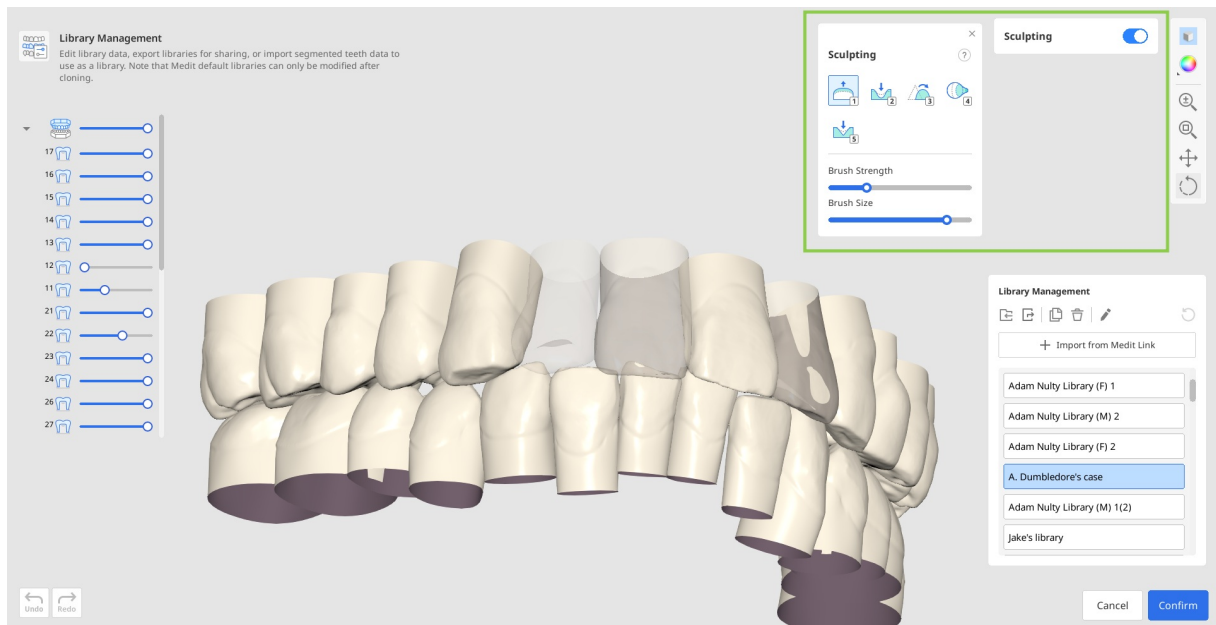 Library Management
Edit library data, export libraries for sharing, or import segmented teeth data to
use as a library. Note that Medit default libraries can only be modified after
cloning.
17
16
15
14
13
12
11
21
22
23
24
26
27
Undo
Redo
Sculpting
?
1
2
3
4
5
Brush Strength
Brush Size
Sculpting
Library Management
+ Import from Medit Link
Adam Nulty Library (F) 1
Adam Nulty Library (M) 2
Adam Nulty Library (F) 2
A. Dumbledore's case
Adam Nulty Library (M) 1(2)
Jake's library
Cancel
Confirm